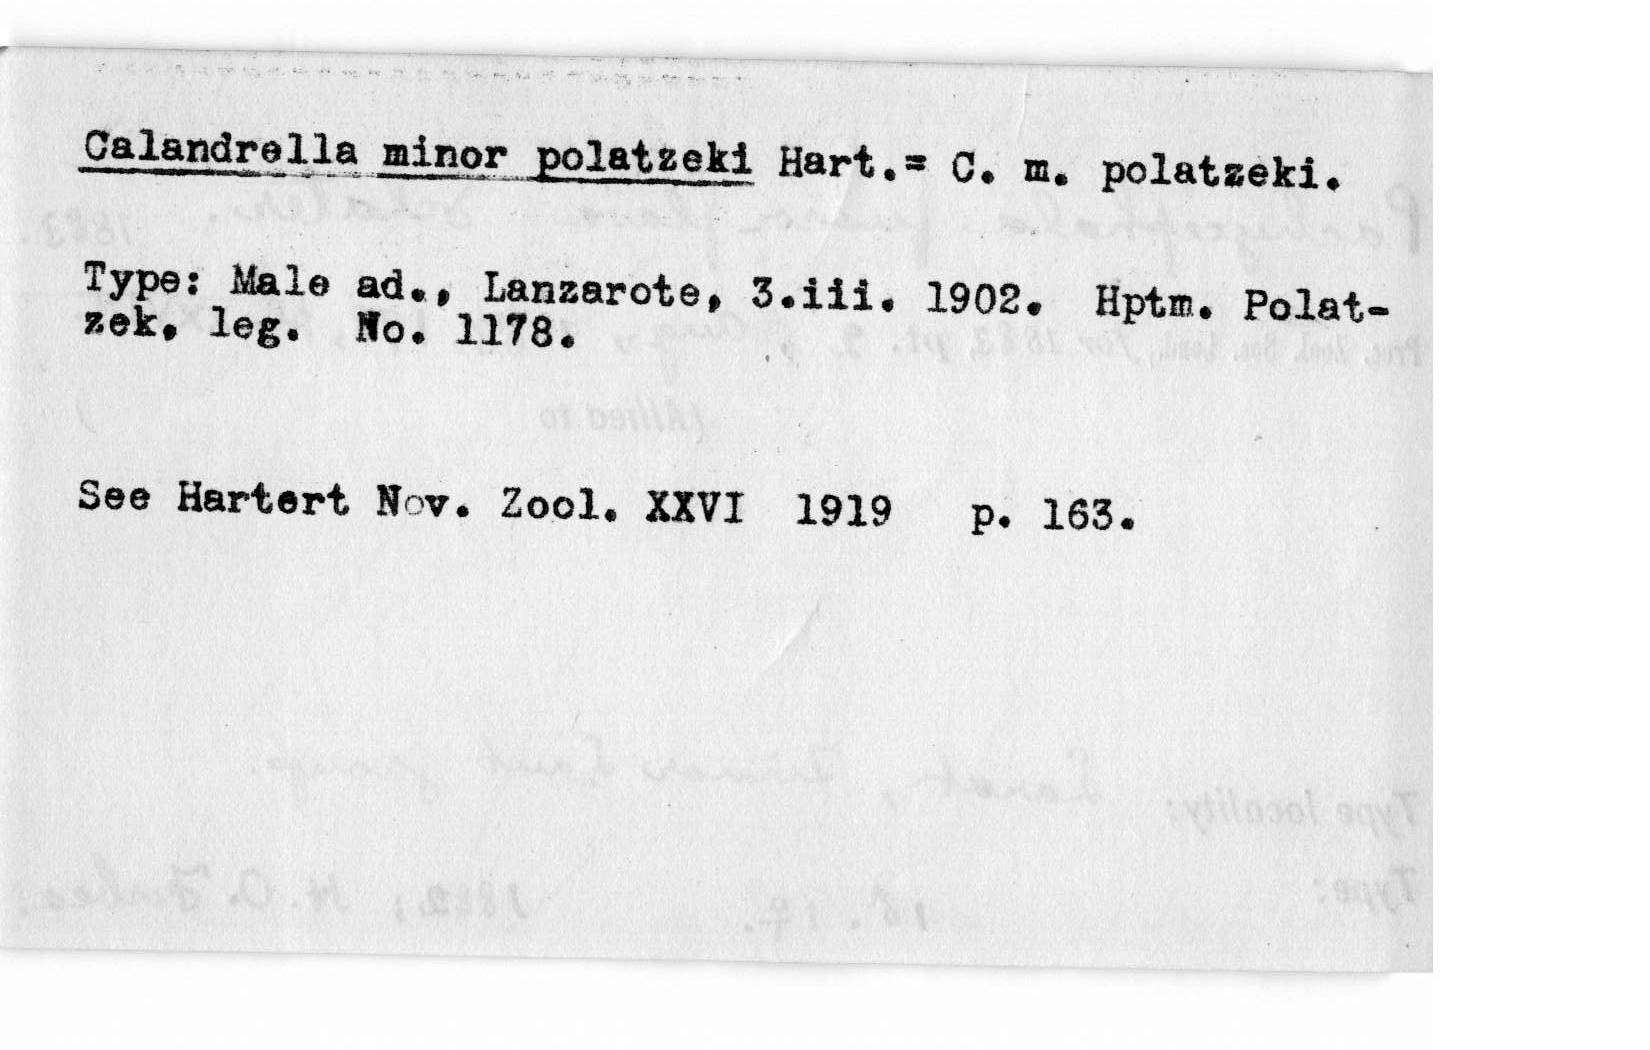 Calandrella minor polatzeki Hart.= C. m. polatzeki.
Type: Male ad., Lanzarote, 3.iii. 1902. Hptm. Polat-
zek, leg. No. 1178.
See Hartert Nov. Zool. XXVI 1919 p. 163.